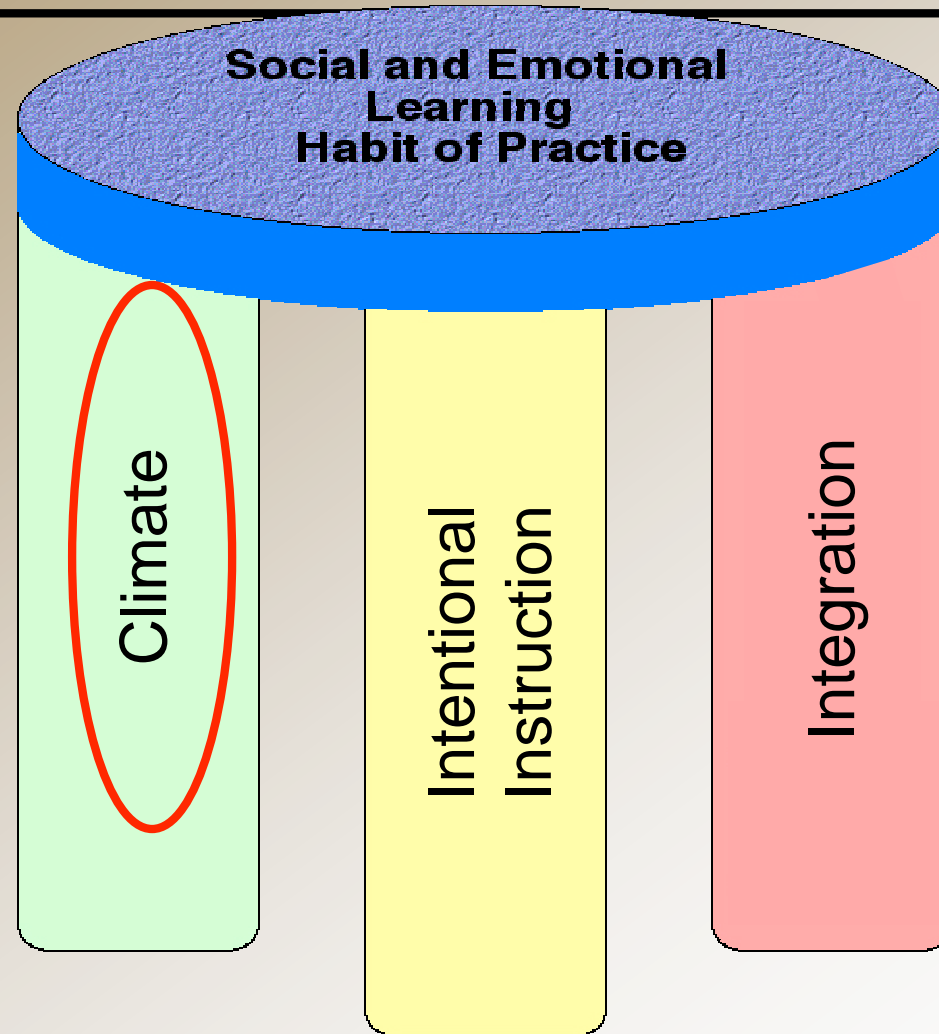 Social and Emotional
Learning
Habit of Practice
Climate
Intentional
Instruction
Integration